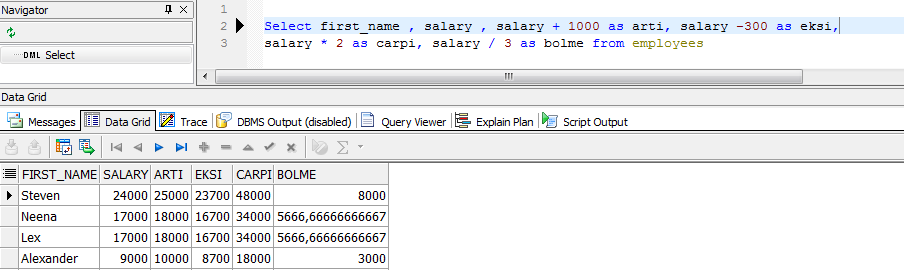 Navigator
DML Select
1
2 Select first_name , salary , salary + 1000 as arti, salary -300 as eksi,
3 salary * 2 as carpi, salary / 3 as bolme from employees
Data Grid
Messages Data Grid Trace DBMS Output (disabled) Query Viewer Explain Plan Script Output
FIRST_NAME SALARY ARTI EKSI CARPI BOLME
Steven 24000 25000 23700 48000 8000
Neena 17000 18000 16700 34000 5666,66666666667
Lex 17000 18000 16700 34000 5666,66666666667
Alexander 9000 10000 8700 18000 3000